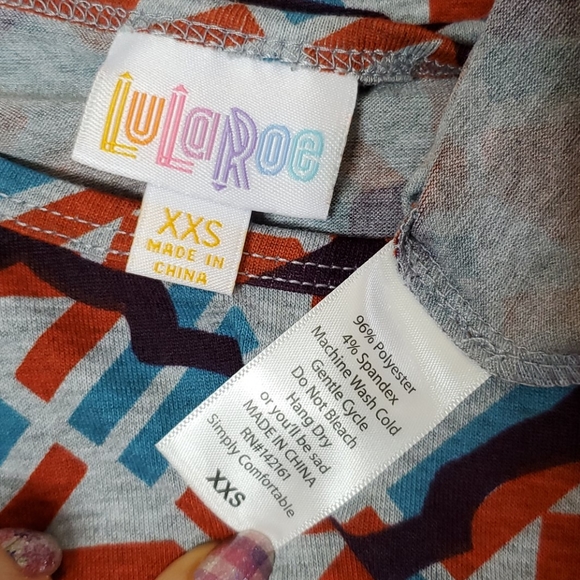 LuLaRoe
XXS
MADE IN
CHINA
96% Polyester
4% Spandex
Machine Wash Cold
Gentle Cycle
Do Not Bleach
Hang Dry
or you'll be sad
MADE IN CHINA
RN#142161
Simply Comfortable
XXS